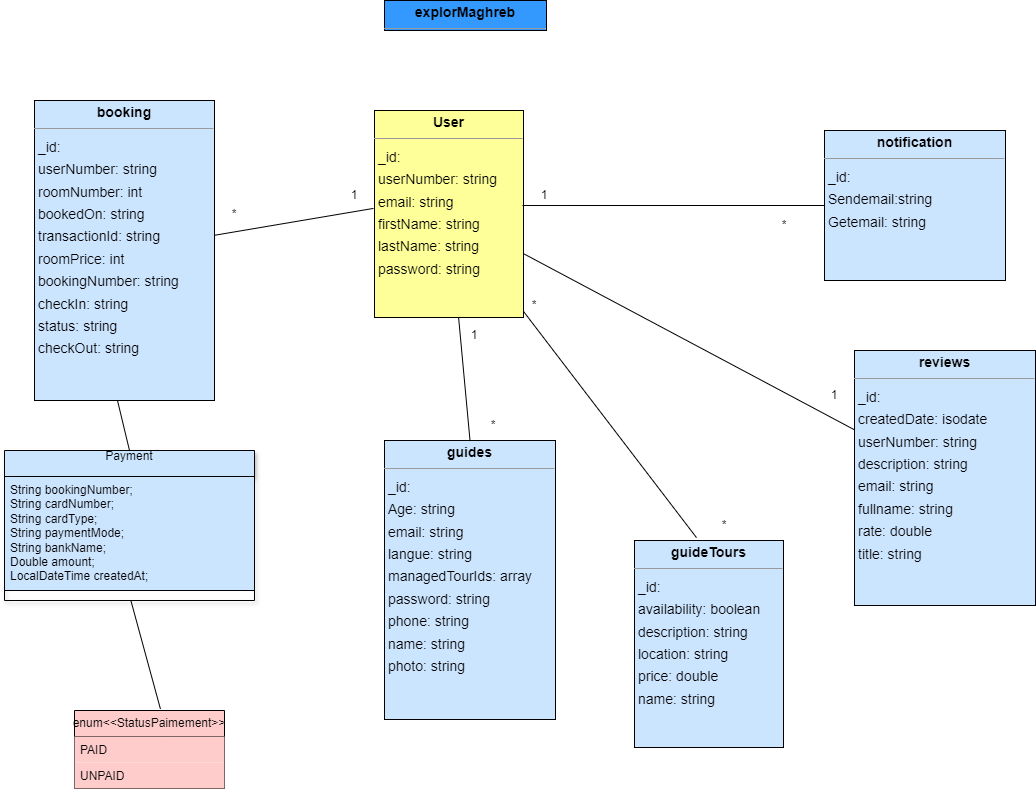 explorMaghreb
booking
_id:
userNumber: string
roomNumber: int
bookedOn: string
transactionId: string
roomPrice: int
bookingNumber: string
checkIn: string
status: string
checkOut: string
*
1
User
_id:
userNumber: string
email: string
firstName: string
lastName: string
password: string
1
*
notification
_id:
Sendemail:string
Getemail: string
*
1
1
reviews
_id:
createdDate: isodate
userNumber: string
description: string
email: string
fullname: string
rate: double
title: string
*
guides
_id:
Age: string
email: string
langue: string
managedTourIds: array
password: string
phone: string
name: string
photo: string
*
guideTours
_id:
availability: boolean
description: string
location: string
price: double
name: string
Payment
String bookingNumber;
String cardNumber;
String cardType;
String paymentMode;
String bankName;
Double amount;
LocalDateTime createdAt;
enum<<StatusPaimement>>
PAID
UNPAID